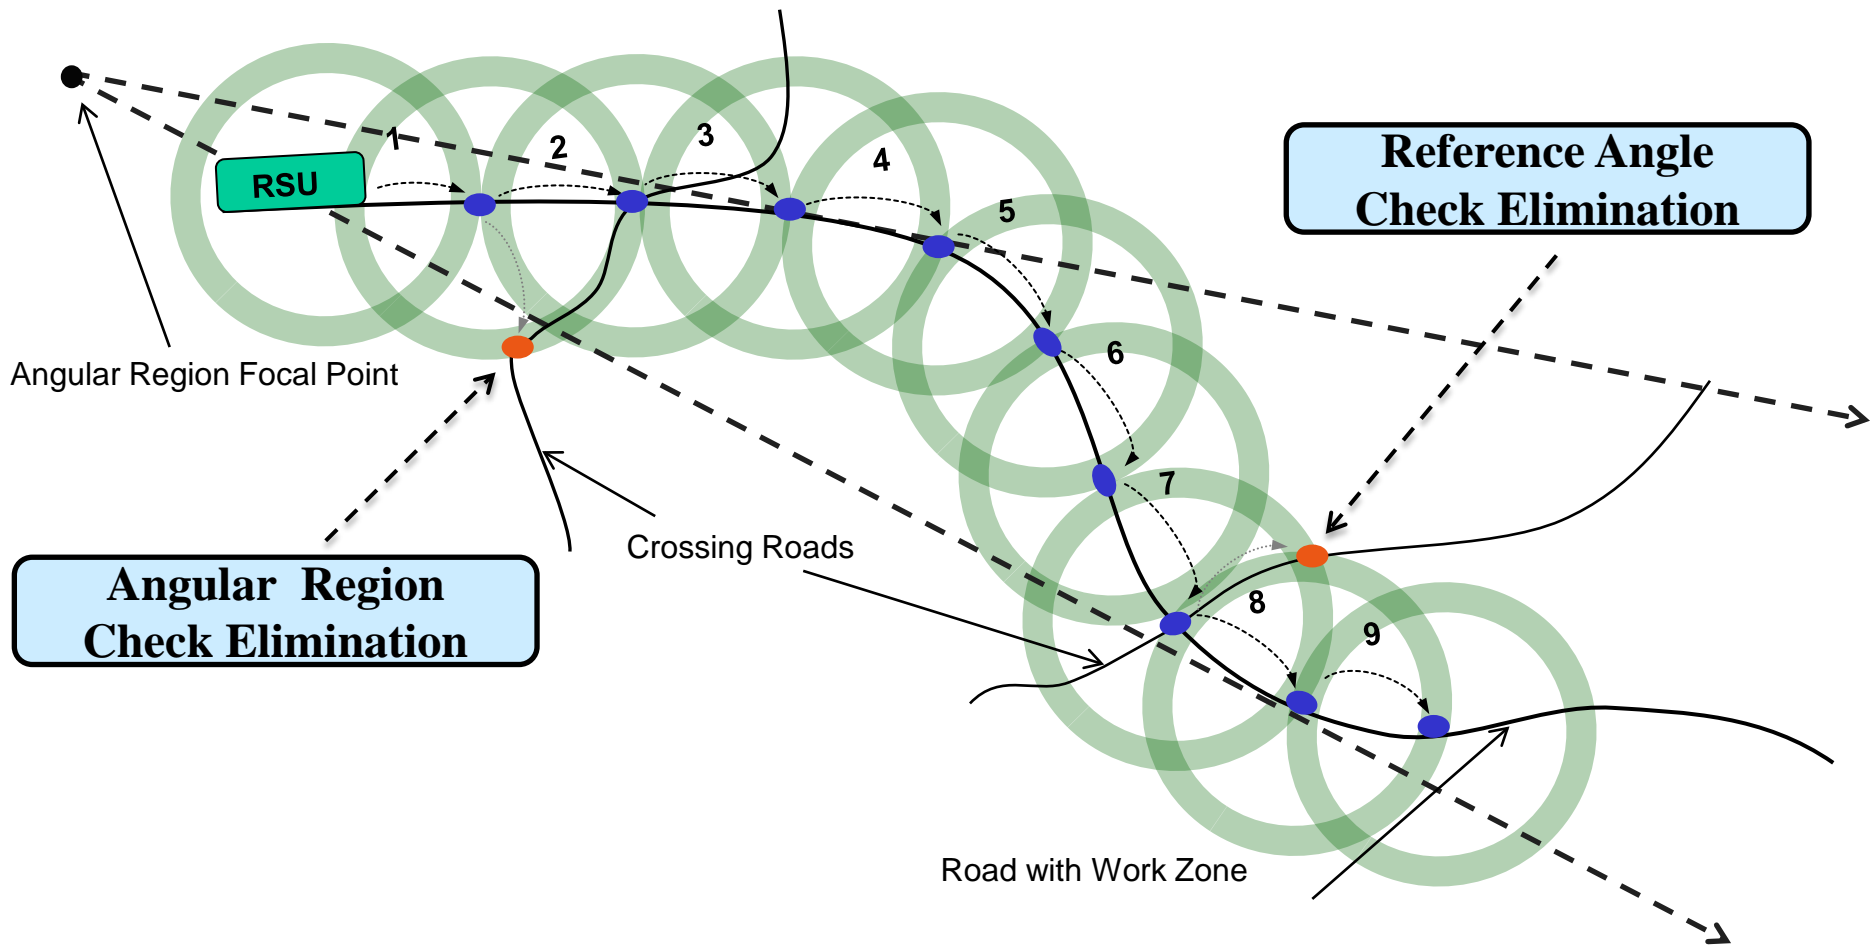 1
2
3
4
5
6
7
8
9
RSU
Reference Angle
Check Elimination
Angular Region Focal Point
Crossing Roads
Angular  Region
Check Elimination
Road with Work Zone